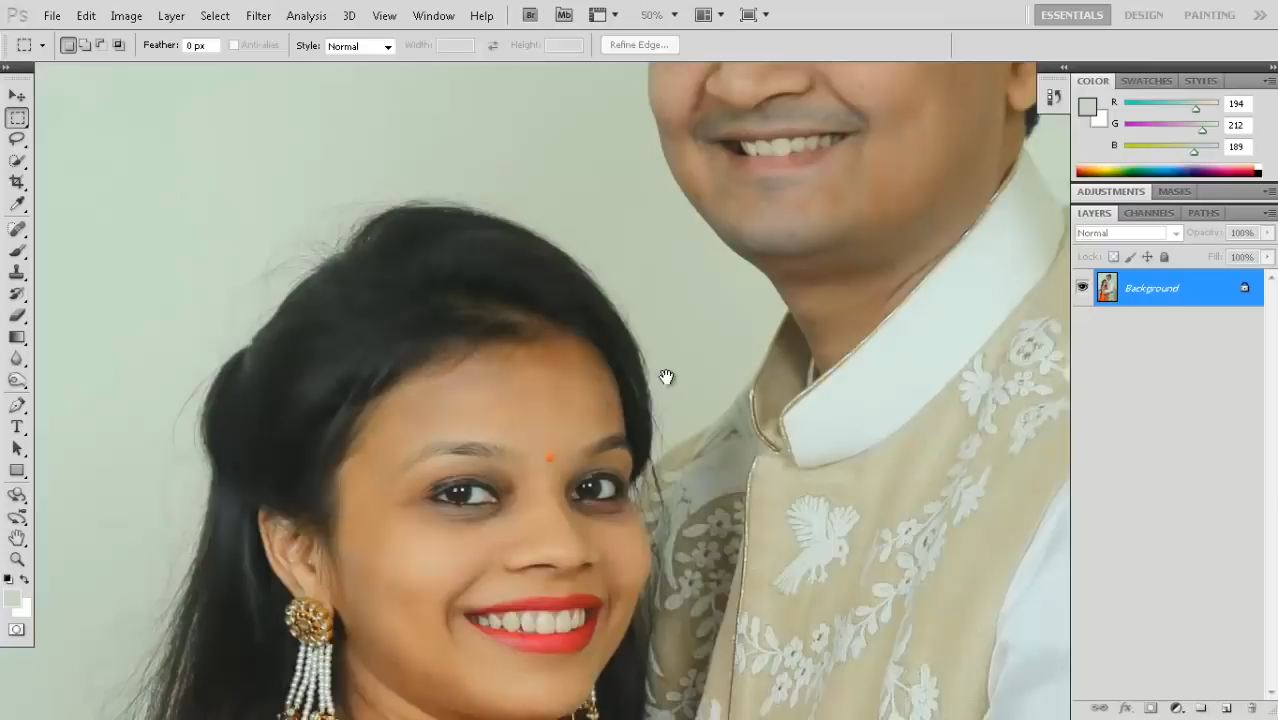 Ps File Edit Image Layer Select Filter Analysis 3D View Window Help Br Mb 50% ESSENTIALS DESIGN PAINTING
Feather: 0 px Anti-alias Style: Normal Width: Height: Refine Edge...
COLOR SWATCHES STYLES
R 194
G 212
B 189
ADJUSTMENTS MASKS
LAYERS CHANNELS PATHS
Normal Opacity: 100%
Lock: Fill: 100%
Background
T
fx